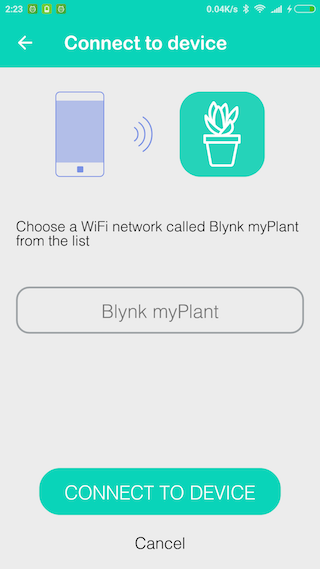 2:23
0.04K/s
Connect to device
Choose a WiFi network called Blynk myPlant
from the list
Blynk myPlant
CONNECT TO DEVICE
Cancel